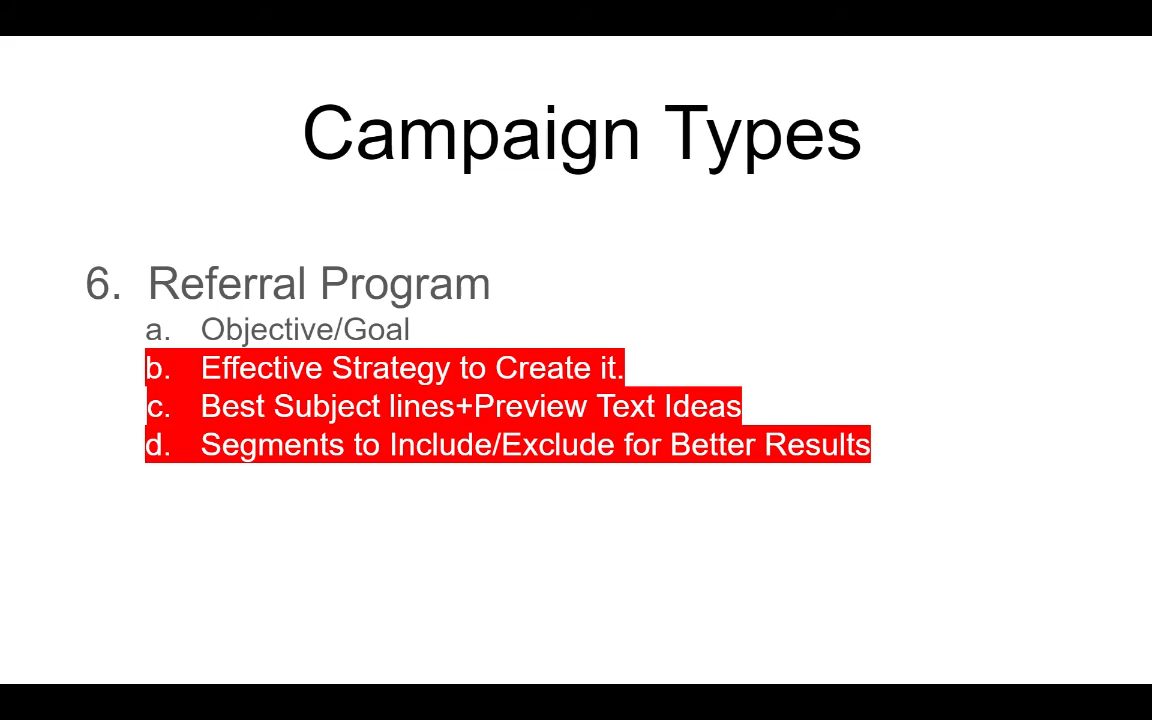 Campaign Types
6. Referral Program
a. Objective/Goal
b. Effective Strategy to Create it.
c. Best Subject lines+Preview Text Ideas
d. Segments to Include/Exclude for Better Results